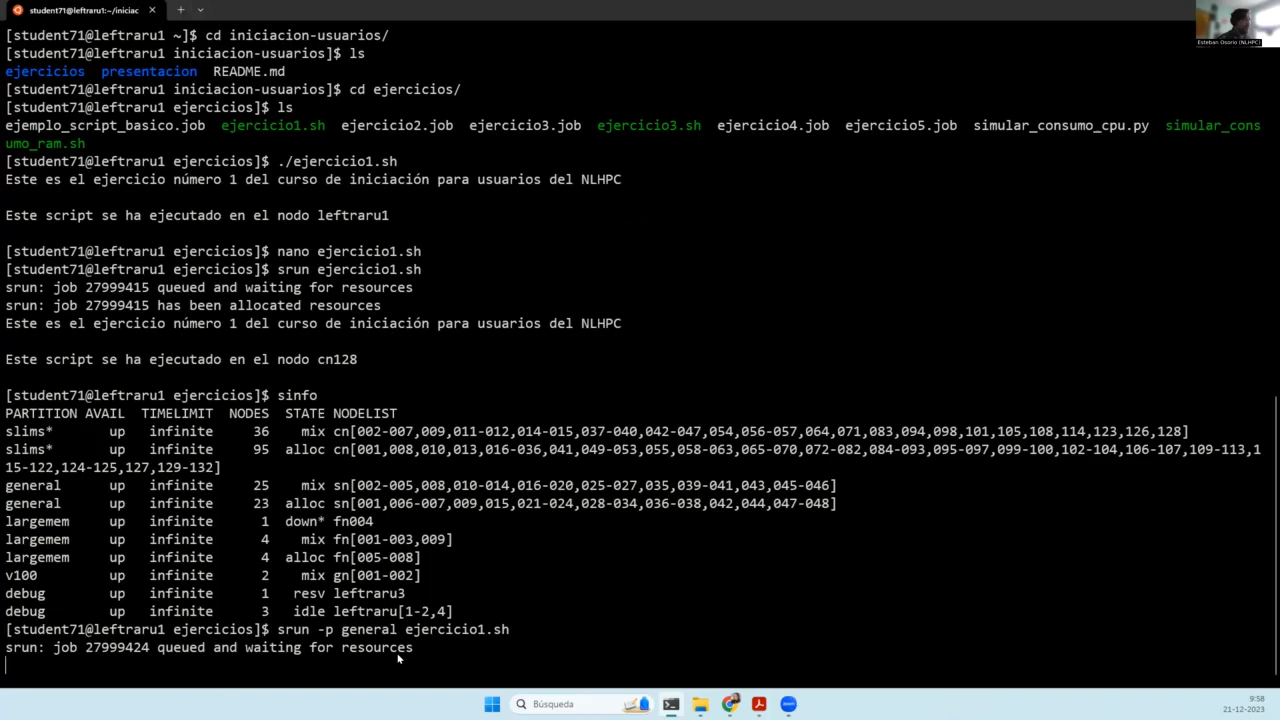 student71@leftraru1:~/iniciac
[student71@leftraru1 ~]$ cd iniciacion-usuarios/
[student71@leftraru1 iniciacion-usuarios]$ ls
ejercicios  presentacion  README.md
[student71@leftraru1 iniciacion-usuarios]$ cd ejercicios/
[student71@leftraru1 ejercicios]$ ls
ejemplo_script_basico.job  ejercicio1.sh  ejercicio2.job  ejercicio3.job  ejercicio3.sh  ejercicio4.job  ejercicio5.job  simular_consumo_cpu.py  simular_cons
umo_ram.sh
[student71@leftraru1 ejercicios]$ ./ejercicio1.sh
Este es el ejercicio número 1 del curso de iniciación para usuarios del NLHPC
Este script se ha ejecutado en el nodo leftraru1
[student71@leftraru1 ejercicios]$ nano ejercicio1.sh
[student71@leftraru1 ejercicios]$ srun ejercicio1.sh
srun: job 27999415 queued and waiting for resources
srun: job 27999415 has been allocated resources
Este es el ejercicio número 1 del curso de iniciación para usuarios del NLHPC
Este script se ha ejecutado en el nodo cn128
[student71@leftraru1 ejercicios]$ sinfo
PARTITION AVAIL  TIMELIMIT  NODES  STATE NODELIST
slims*       up   infinite     36    mix cn[002-007,009,011-012,014-015,037-040,042-047,054,056-057,064,071,083,094,098,101,105,108,114,123,126,128]
slims*       up   infinite     95  alloc cn[001,008,010,013,016-036,041,049-053,055,058-063,065-070,072-082,084-093,095-097,099-100,102-104,106-107,109-113,1
15-122,124-125,127,129-132]
general      up   infinite     25    mix sn[002-005,008,010-014,016-020,025-027,035,039-041,043,045-046]
general      up   infinite     23  alloc sn[001,006-007,009,015,021-024,028-034,036-038,042,044,047-048]
largemem     up   infinite      1  down* fn004
largemem     up   infinite      4    mix fn[001-003,009]
largemem     up   infinite      4  alloc fn[005-008]
v100         up   infinite      2    mix gn[001-002]
debug        up   infinite      1   resv leftraru3
debug        up   infinite      3   idle leftraru[1-2,4]
[student71@leftraru1 ejercicios]$ srun -p general ejercicio1.sh
srun: job 27999424 queued and waiting for resources
Esteban Osorio (NLHPC)
Búsqueda
zoom
9:58
21-12-2023